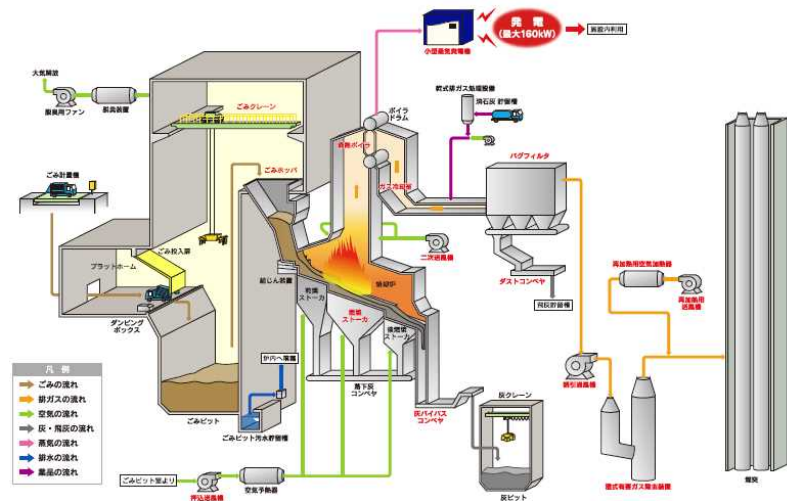 小型蒸気発電機
発 電
(最大160kW)
施設内利用
大気開放
脱臭用ファン
脱臭装置
ごみクレーン
ボイラ
ドラム
乾式排ガス処理設備
消石灰 貯留槽
廃熱ボイラ
ガス冷却室
バグフィルタ
ごみ計量機
ごみホッパ
ごみ投入扉
プラットホーム
二次送風機
再加熱用空気加熱器
再加熱用
送風機
ダストコンベヤ
飛灰貯留槽
給じん装置
焼却炉
乾燥
ストーカ
燃焼
ストーカ
後燃焼
ストーカ
ダンピング
ボックス
炉内へ噴霧
落下灰
コンベヤ
誘引送風機
灰バイパス
コンベヤ
灰クレーン
凡 例
ごみの流れ
排ガスの流れ
空気の流れ
灰・飛灰の流れ
蒸気の流れ
排水の流れ
薬品の流れ
ごみピット
ごみピット汚水貯留槽
ごみピット室より
押込送風機
空気予熱器
灰ピット
湿式有害ガス除去装置
煙突